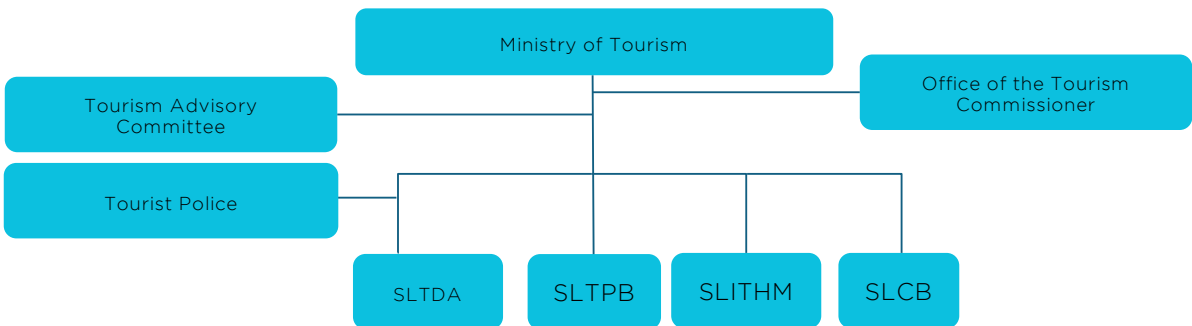 Ministry of Tourism
Office of the Tourism
Commissioner
Tourism Advisory
Committee
Tourist Police
SLTDA
SLTPB
SLITHM
SLCB